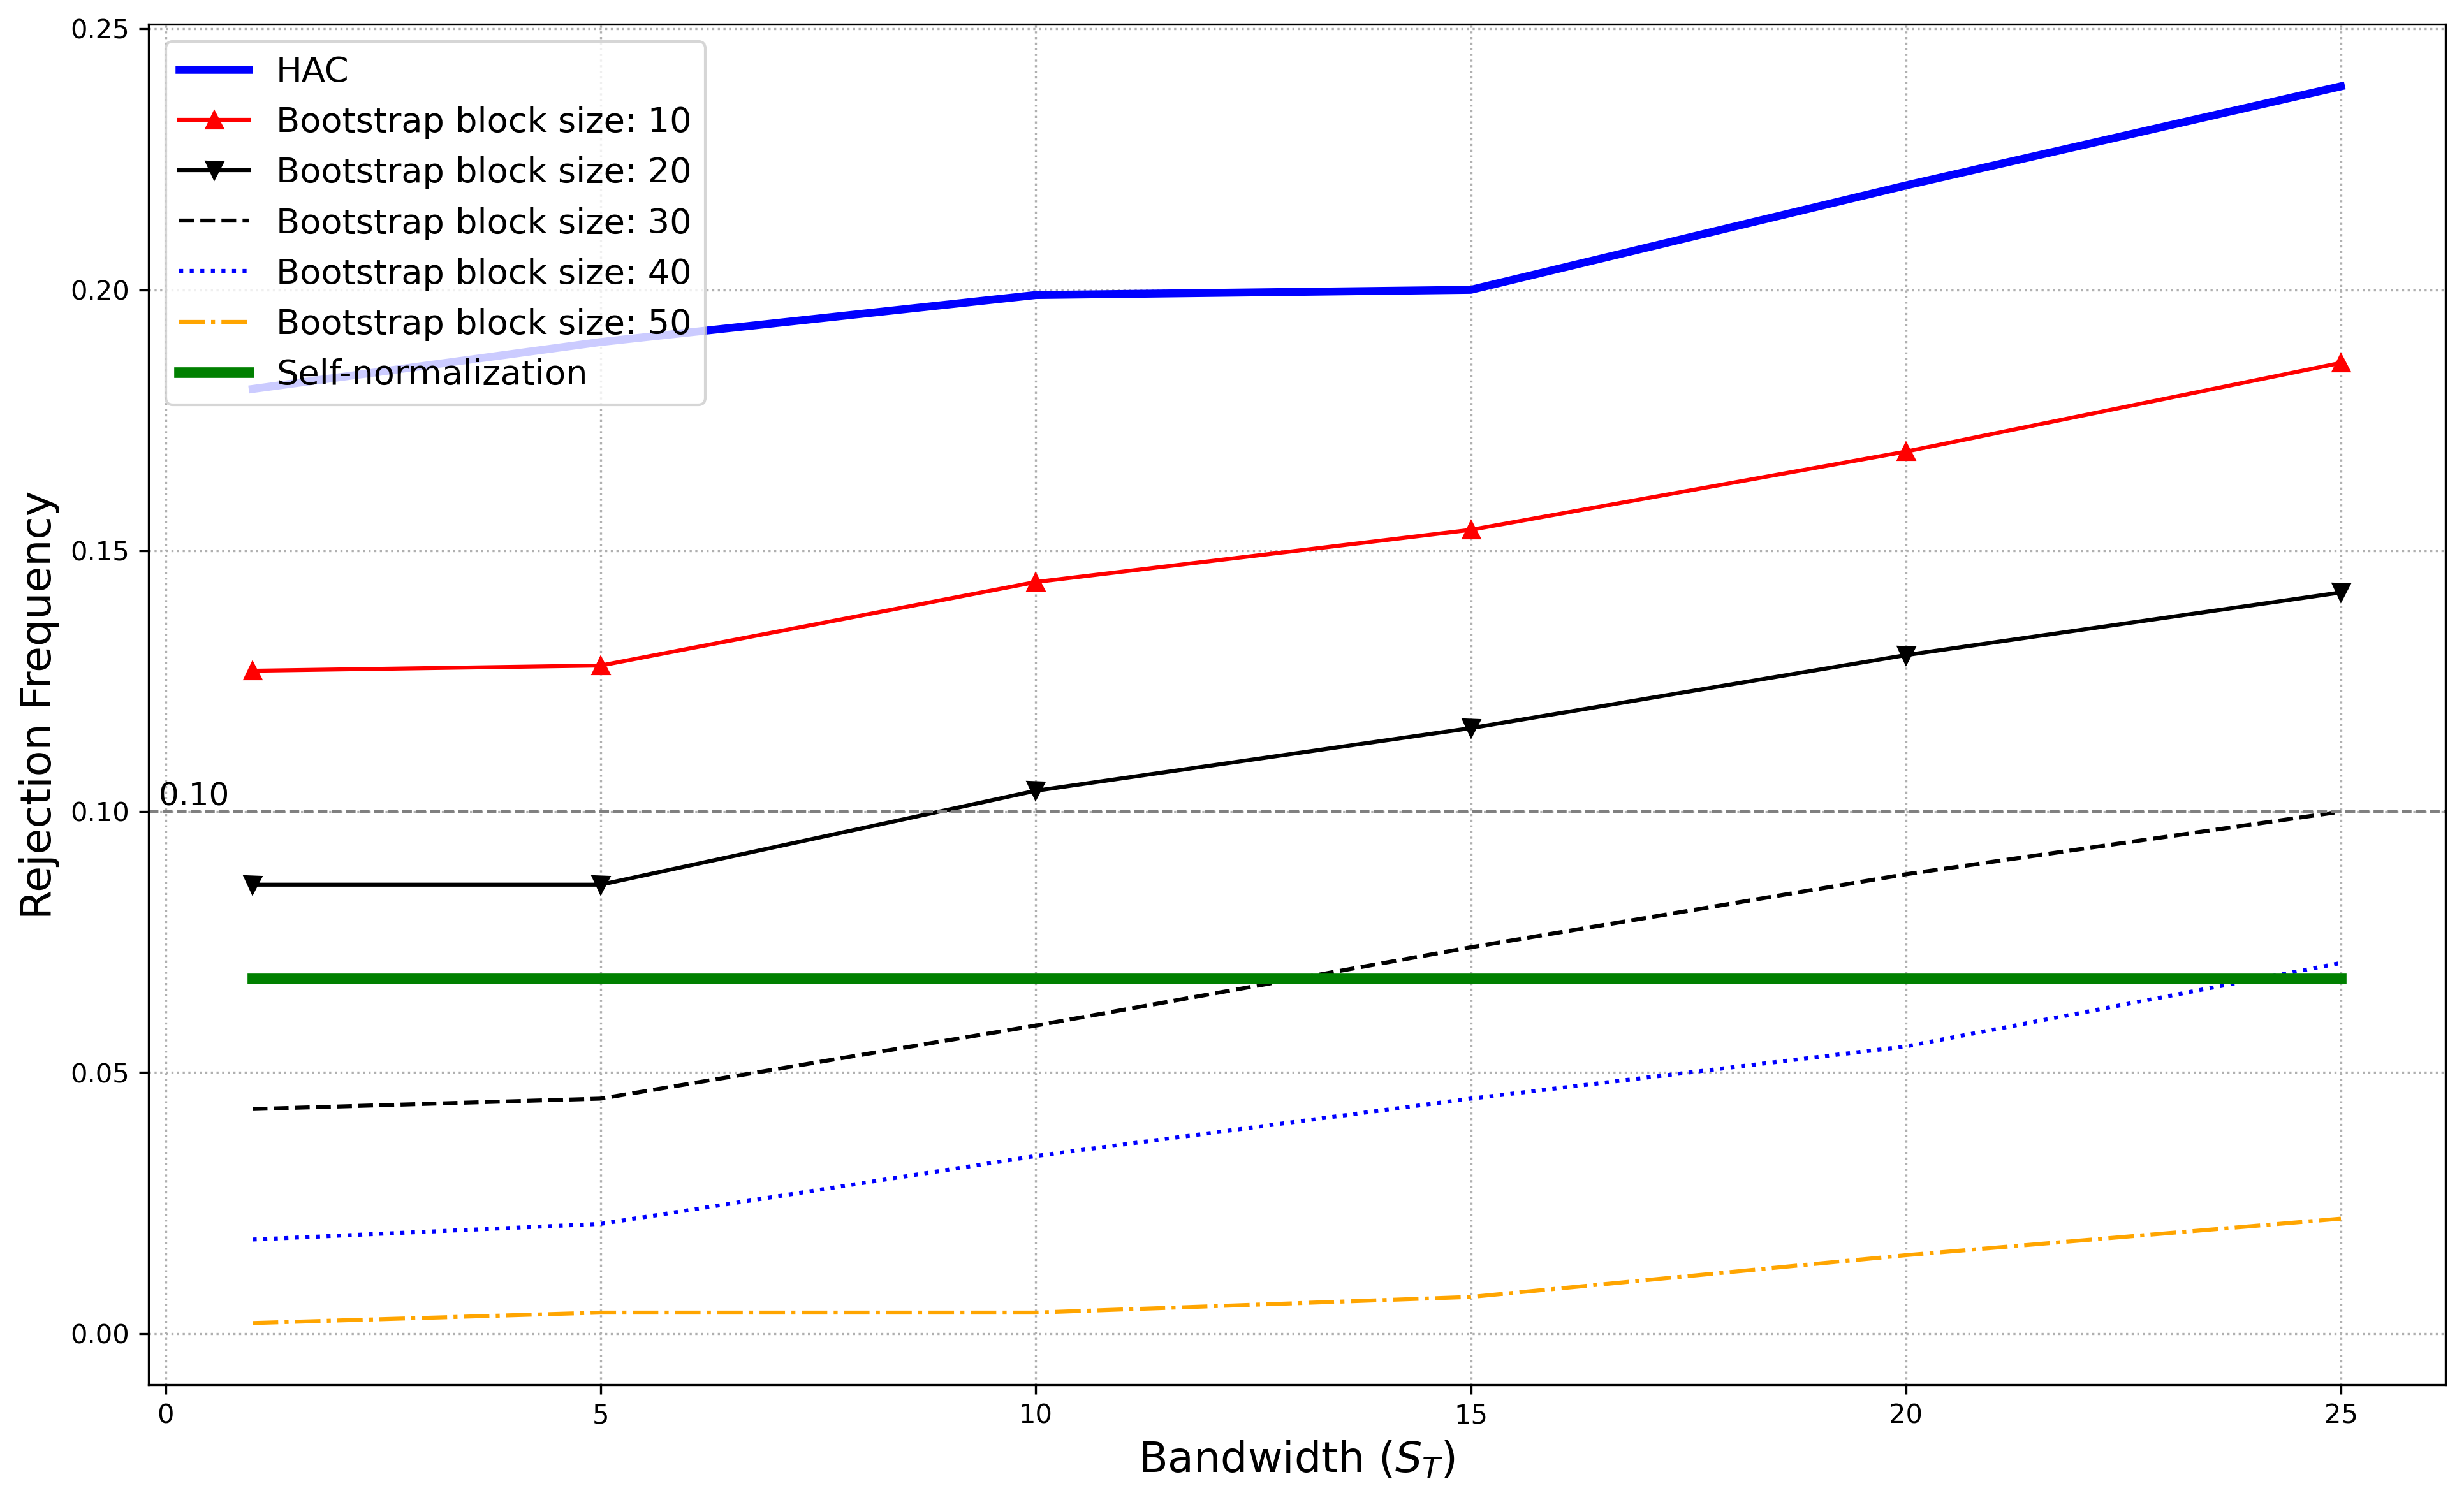 0.25
0.20
0.15
0.10
0.05
0.00
Rejection Frequency
HAC
Bootstrap block size: 10
Bootstrap block size: 20
Bootstrap block size: 30
Bootstrap block size: 40
Bootstrap block size: 50
Self-normalization
0.10
0 5 10 15 20 25
Bandwidth (S_T)